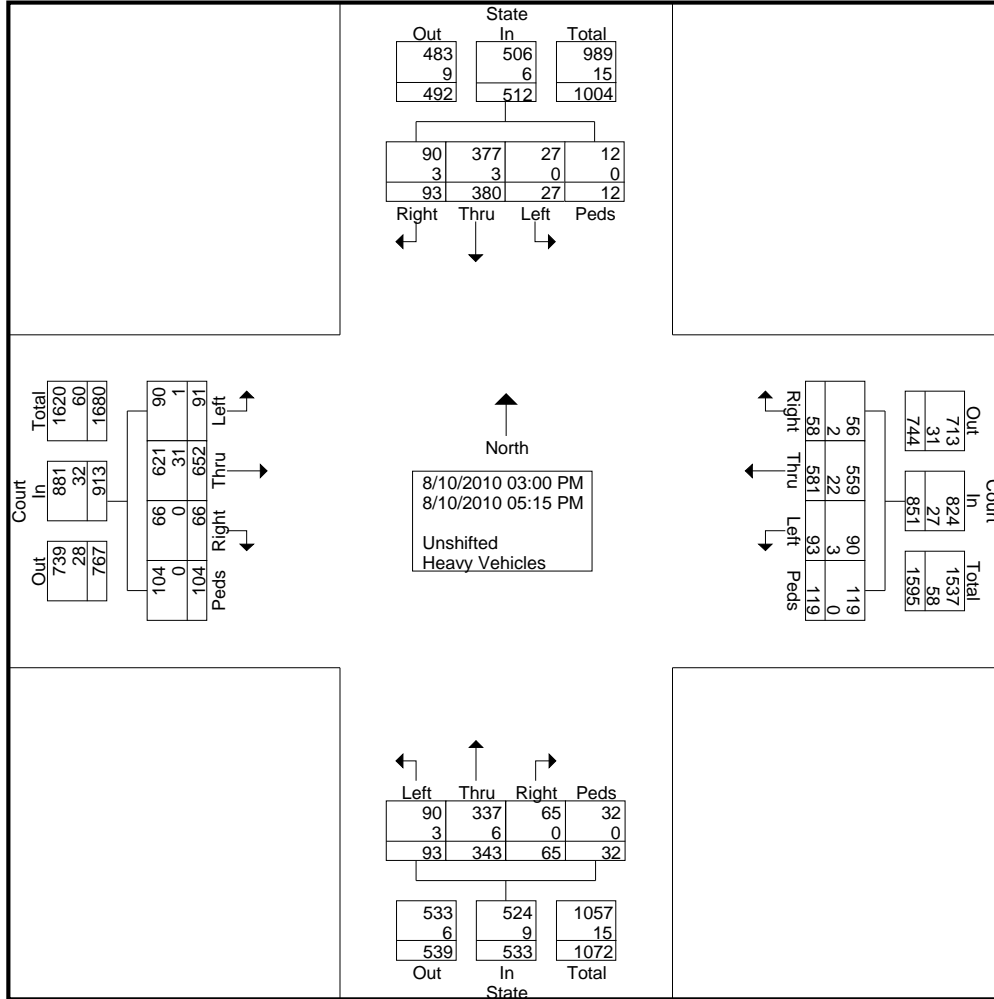 State
Out In Total
483 506 989
9 6 15
492 512 1004
90 377 27 12
3 3 0 0
93 380 27 12
Right Thru Left Peds
Court
Total In Out
1620 881 739
60 32 28
1680 913 767
90 621 66 104
1 31 0 0
91 652 66 104
Left Thru Right Peds
North
8/10/2010 03:00 PM
8/10/2010 05:15 PM
Unshifted
Heavy Vehicles
Right Thru Left Peds
58 581 93 119
2 22 3 0
56 559 90 119
744 851 1595
31 27 58
713 824 1537
Out In Total
Court
Left Thru Right Peds
90 337 65 32
3 6 0 0
93 343 65 32
533 524 1057
6 9 15
539 533 1072
Out In Total
State